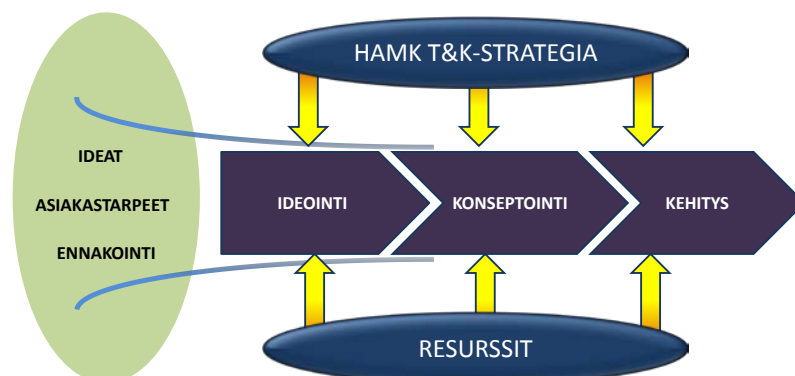 HAMK T&K-STRATEGIA
IDEAT
ASIAKASTARPEET
ENNAKOINTI
IDEOINTI
KONSEPTOINTI
KEHITYS
RESURSSIT